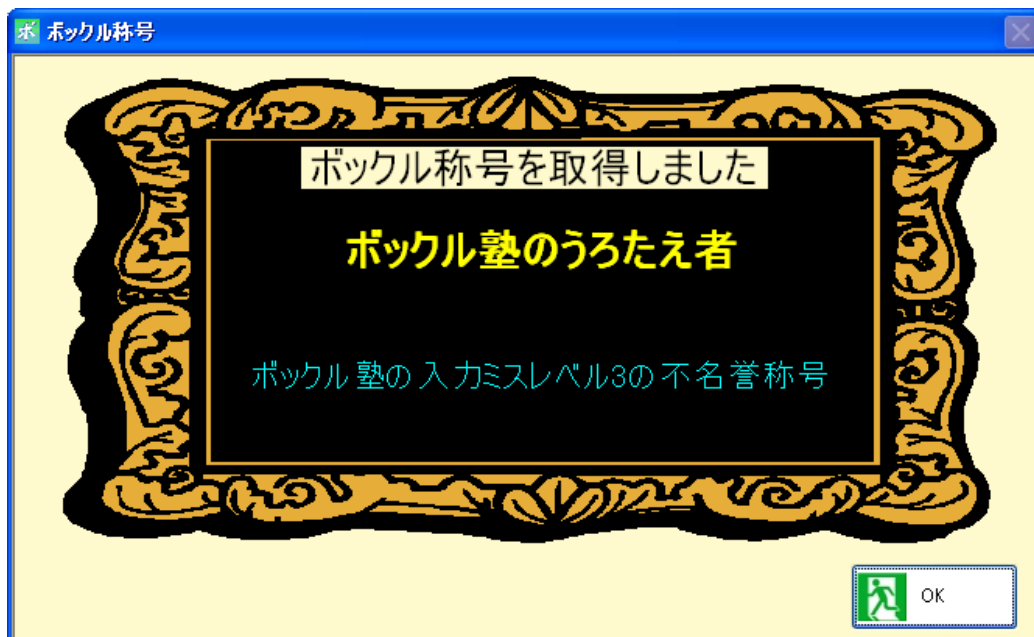 ボックル称号
ボックル称号を取得しました
ボックル塾のうろたえ者
ボックル塾の入力ミスレベル3の不名誉称号
OK